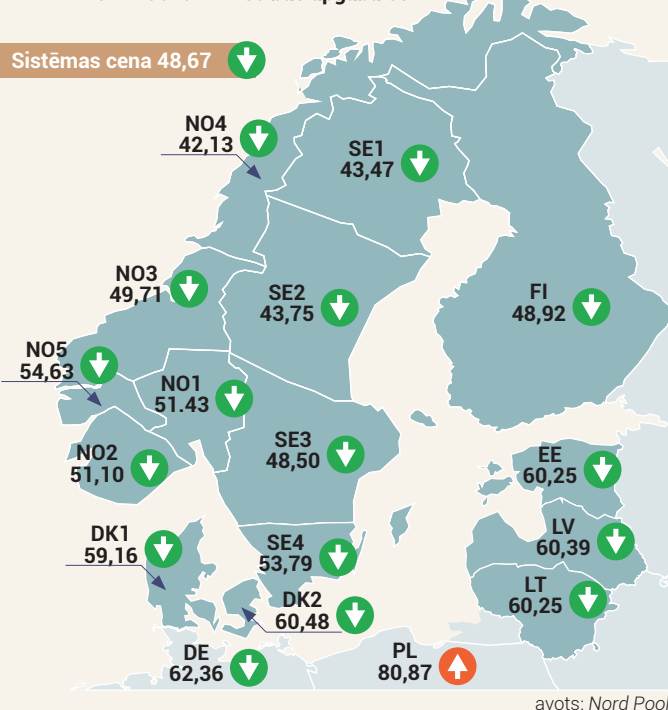 Sistēmas cena 48,67
NO4
42,13
SE1
43,47
NO3
49,71
SE2
43,75
FI
48,92
NO5
54,63
NO1
51.43
SE3
48,50
NO2
51,10
EE
60,25
DK1
59,16
SE4
53,79
LV
60,39
LT
60,25
DK2
60,48
DE
62,36
PL
80,87
avots: Nord Pool